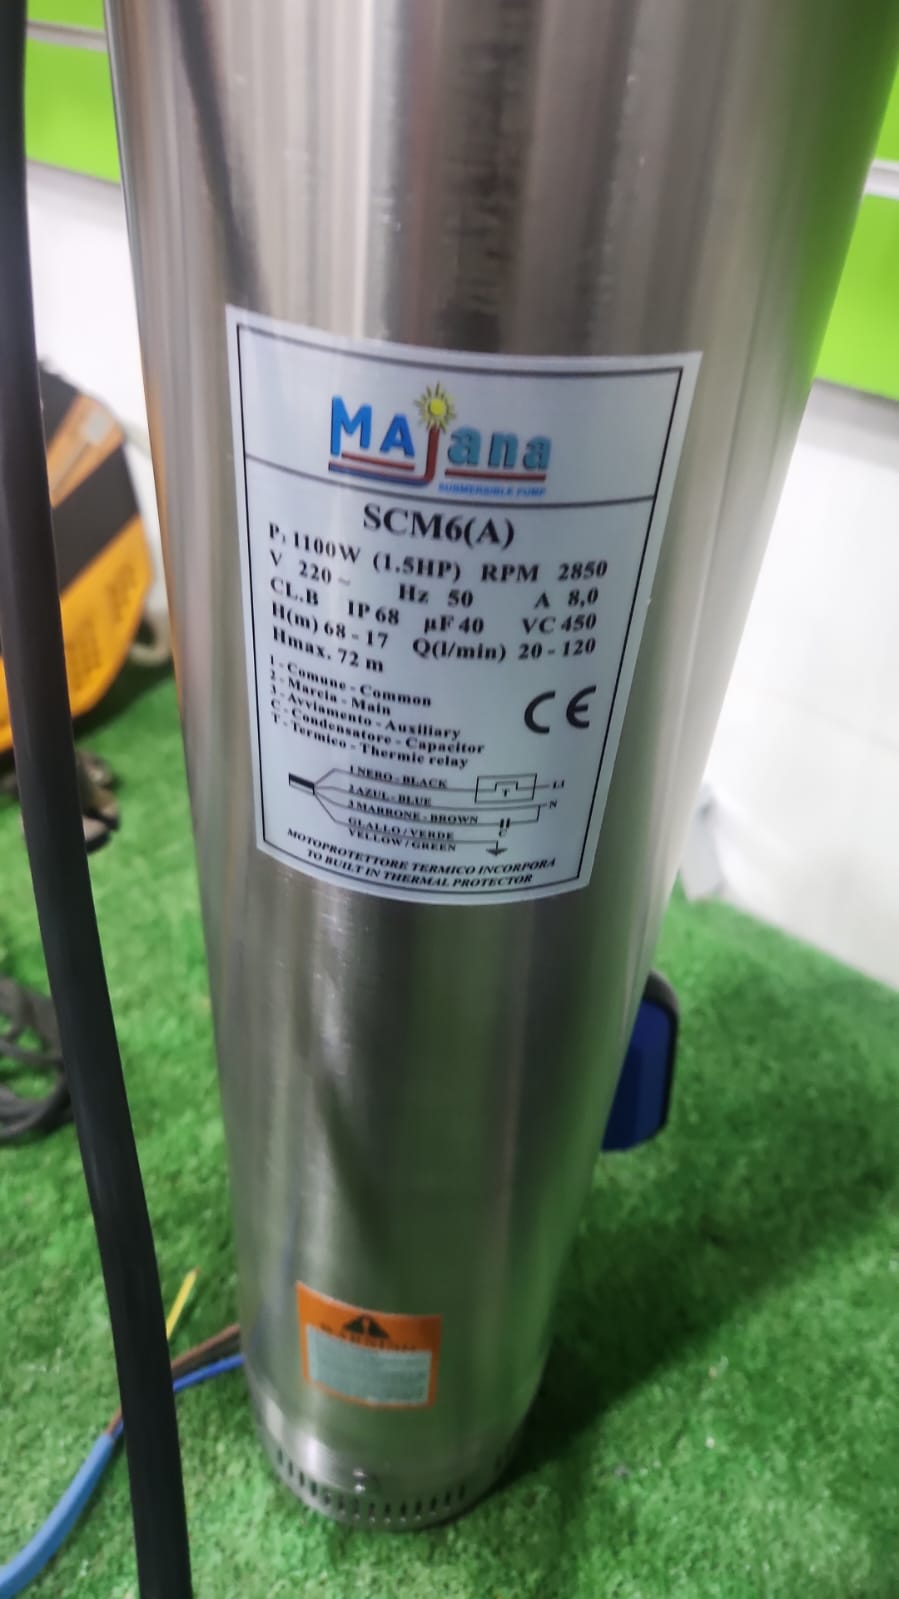 MAjana
SUBMERSIBLE PUMP
SCM6(A)
P₁ 1100W (1.5HP) RPM 2850
V 220 ~ Hz 50 A 8,0
CL.B IP 68 µF 40 VC 450
H(m) 68 - 17 Q(l/min) 20 - 120
Hmax. 72 m
1 - Comune - Common
2 - Marcia - Main
3 - Avviamento - Auxiliary
C - Condensatore - Capacitor
T - Termico - Thermic relay
CE
1 NERO - BLACK
L1
T
2 AZUL - BLUE
N
3 MARRONE - BROWN
C
GLALLO / VERDE
YELLOW / GREEN
MOTOPROTETTORE TERMICO INCORPORA
TO BUILT IN THERMAL PROTECTOR
WARNING